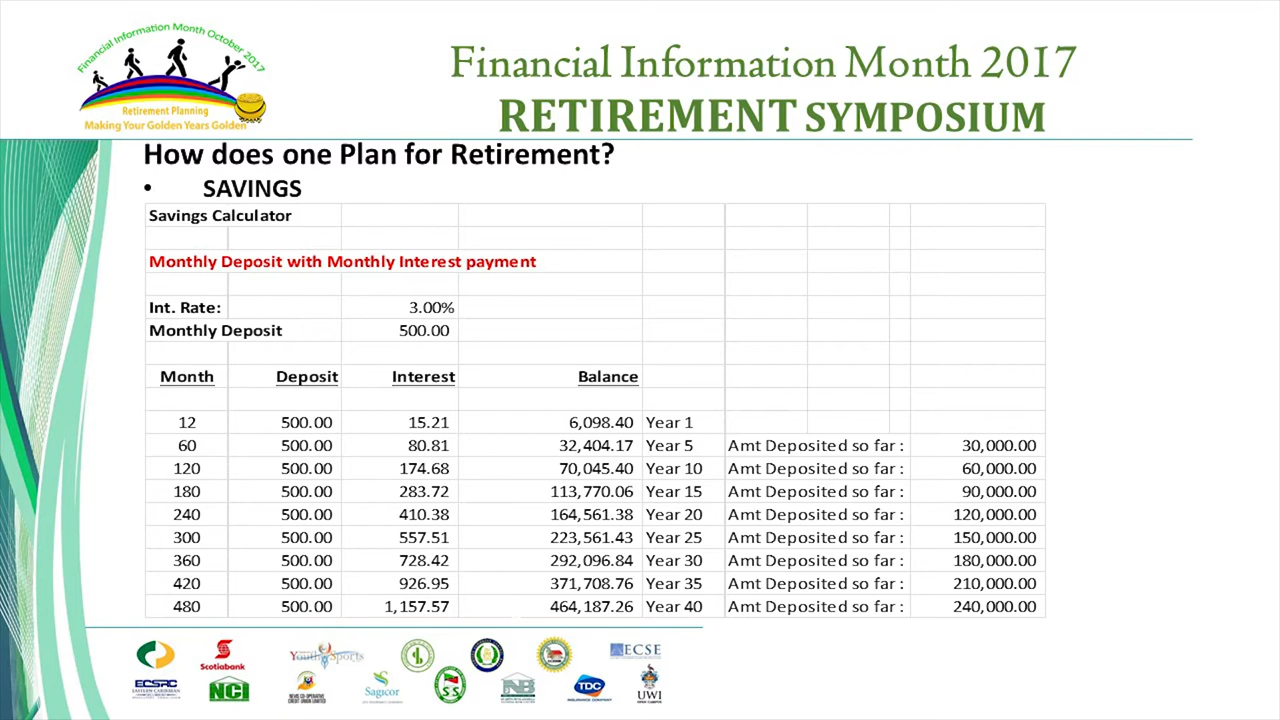 Financial Information Month October 2017
Retirement Planning
Making Your Golden Years Golden
Financial Information Month 2017
RETIREMENT SYMPOSIUM
How does one Plan for Retirement?
• SAVINGS
Savings Calculator
Monthly Deposit with Monthly Interest payment
Int. Rate: 3.00%
Monthly Deposit 500.00
Month Deposit Interest Balance
12 500.00 15.21 6,098.40 Year 1
60 500.00 80.81 32,404.17 Year 5 Amt Deposited so far : 30,000.00
120 500.00 174.68 70,045.40 Year 10 Amt Deposited so far : 60,000.00
180 500.00 283.72 113,770.06 Year 15 Amt Deposited so far : 90,000.00
240 500.00 410.38 164,561.38 Year 20 Amt Deposited so far : 120,000.00
300 500.00 557.51 223,561.43 Year 25 Amt Deposited so far : 150,000.00
360 500.00 728.42 292,096.84 Year 30 Amt Deposited so far : 180,000.00
420 500.00 926.95 371,708.76 Year 35 Amt Deposited so far : 210,000.00
480 500.00 1,157.57 464,187.26 Year 40 Amt Deposited so far : 240,000.00
Scotiabank
Youth Sports
ECSE
ECSRC
NCI
Sagicor
SS
NB
TDC
UWI